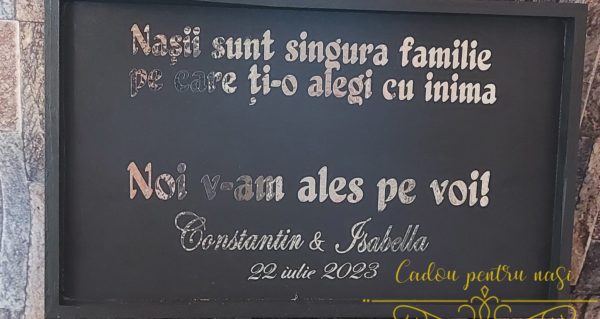 Nașii sunt singura familie
pe care ți-o alegi cu inima
Noi v-am ales pe voi!
Constantin & Isabella
22 iulie 2023
Cadou pentru nași